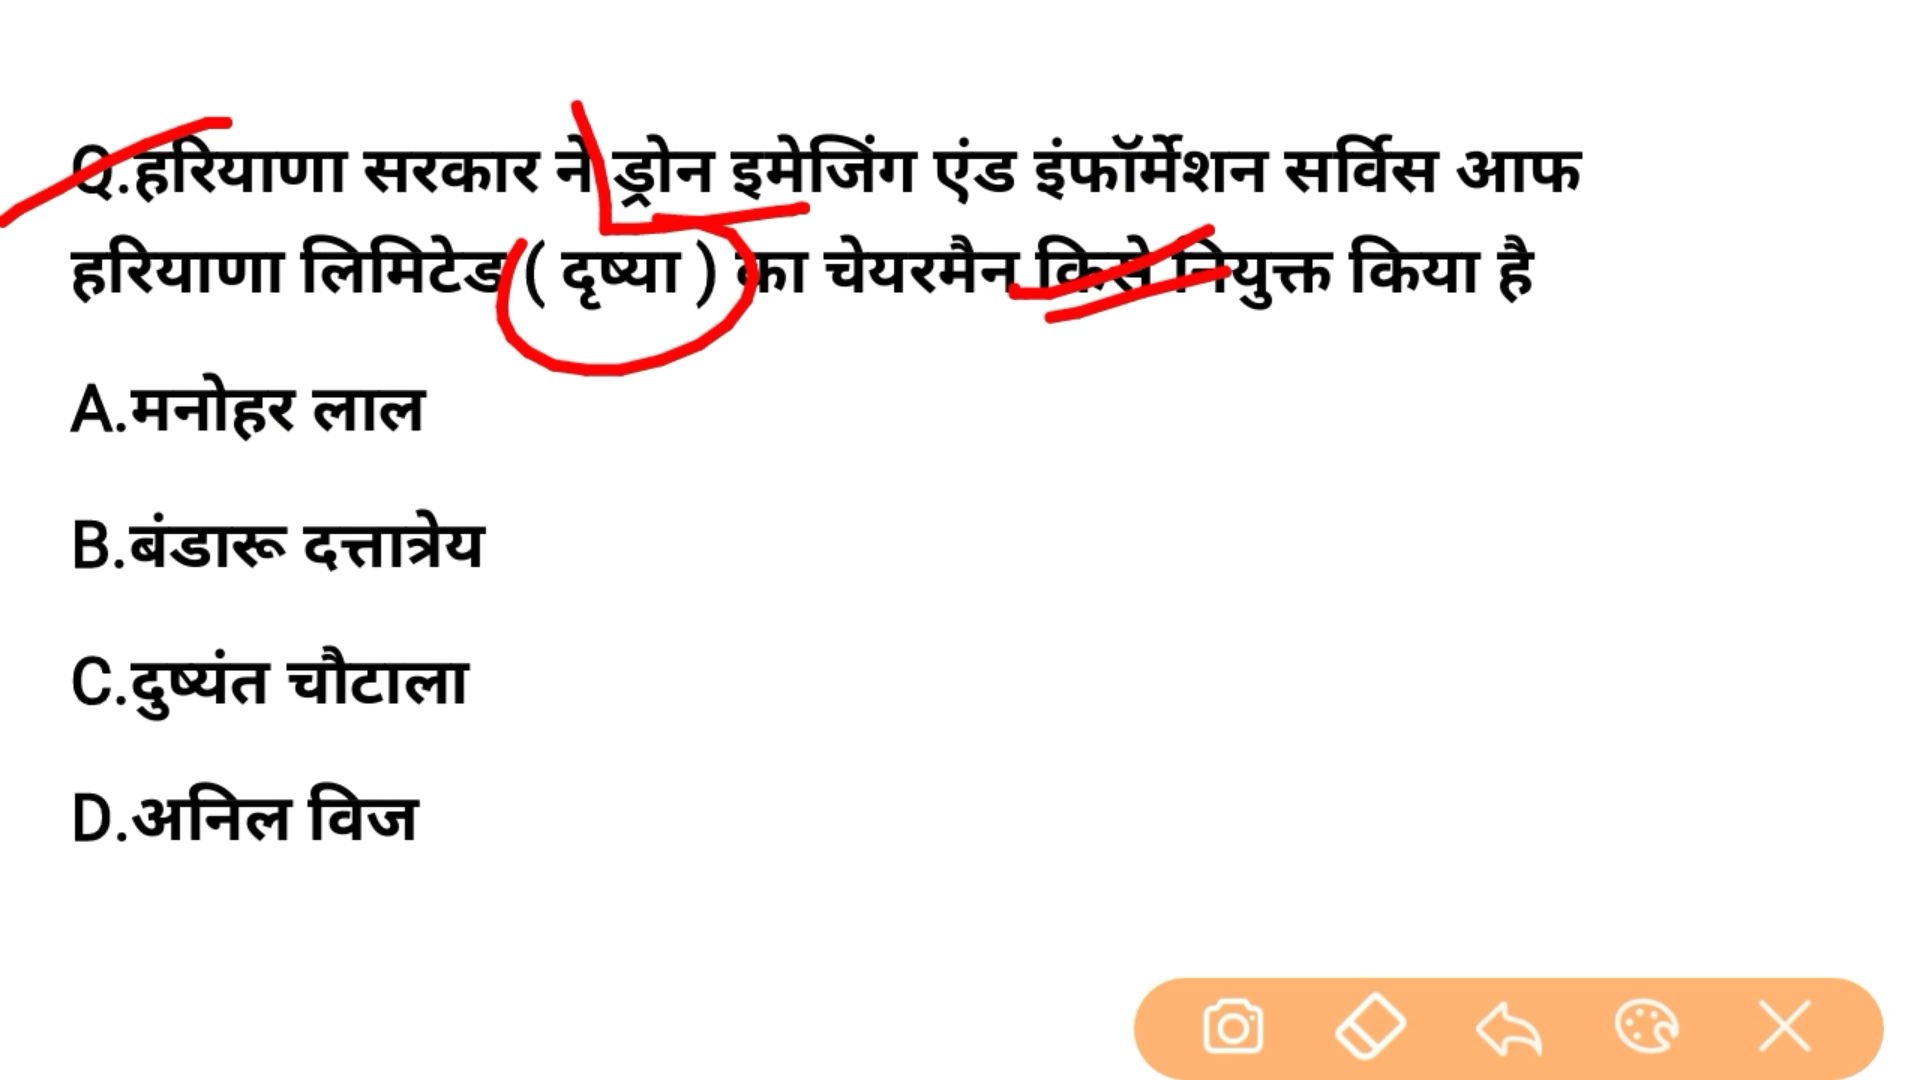 Q.हरियाणा सरकार ने ड्रोन इमेजिंग एंड इंफॉर्मेशन सर्विस आफ
हरियाणा लिमिटेड ( दृष्या ) का चेयरमैन किसे नियुक्त किया है
A.मनोहर लाल
B.बंडारू दत्तात्रेय
C.दुष्यंत चौटाला
D.अनिल विज